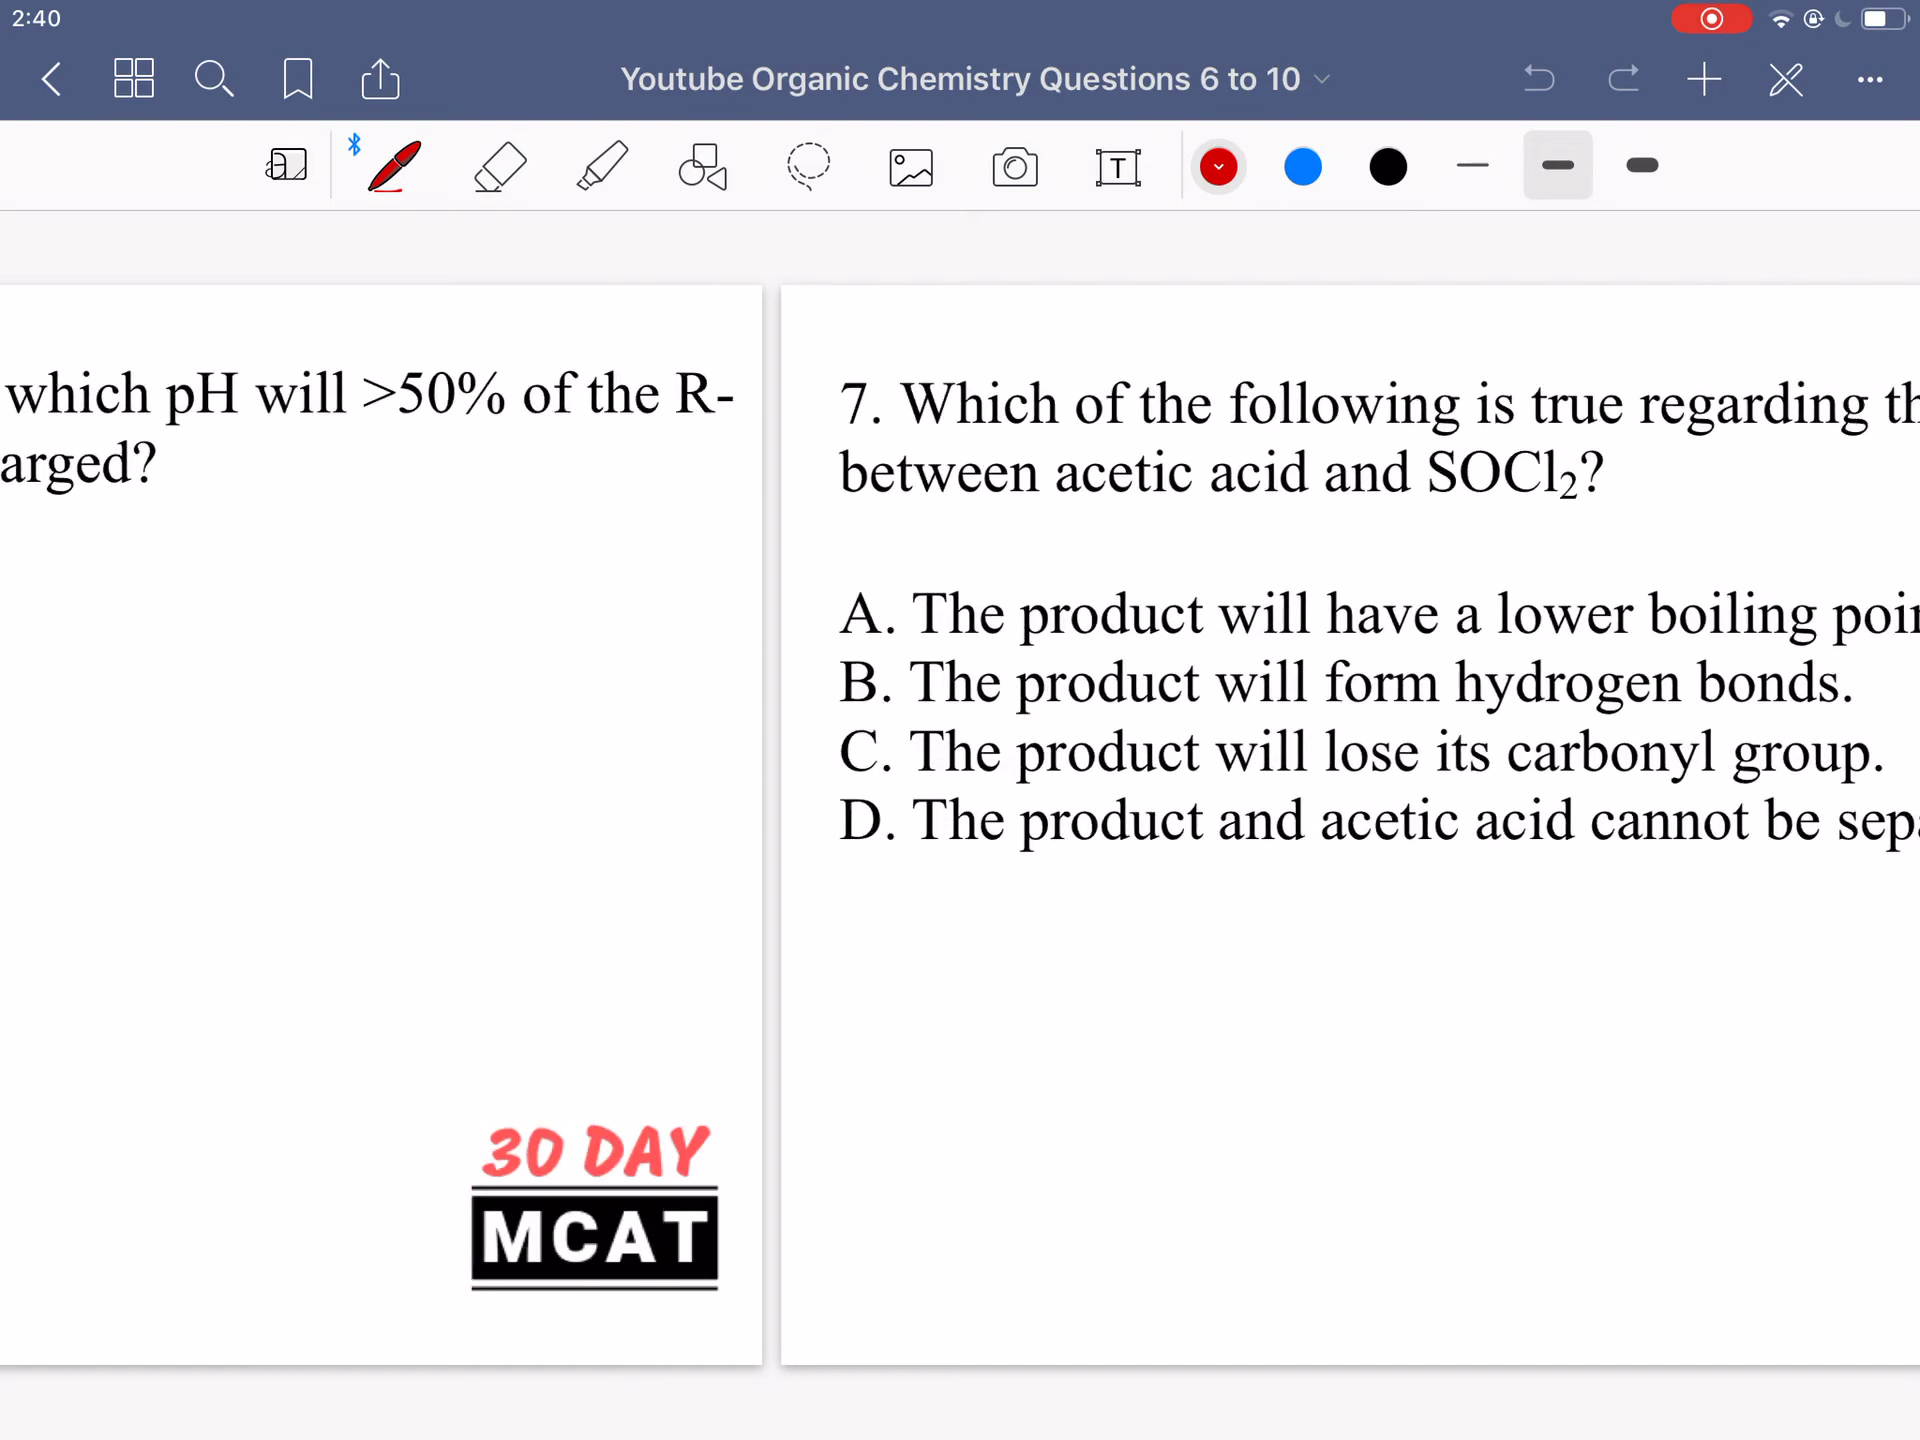 2:40
Youtube Organic Chemistry Questions 6 to 10
T
which pH will >50% of the R-
arged?
30 DAY
MCAT
7. Which of the following is true regarding th
between acetic acid and SOCl₂?
A. The product will have a lower boiling poin
B. The product will form hydrogen bonds.
C. The product will lose its carbonyl group.
D. The product and acetic acid cannot be sepa